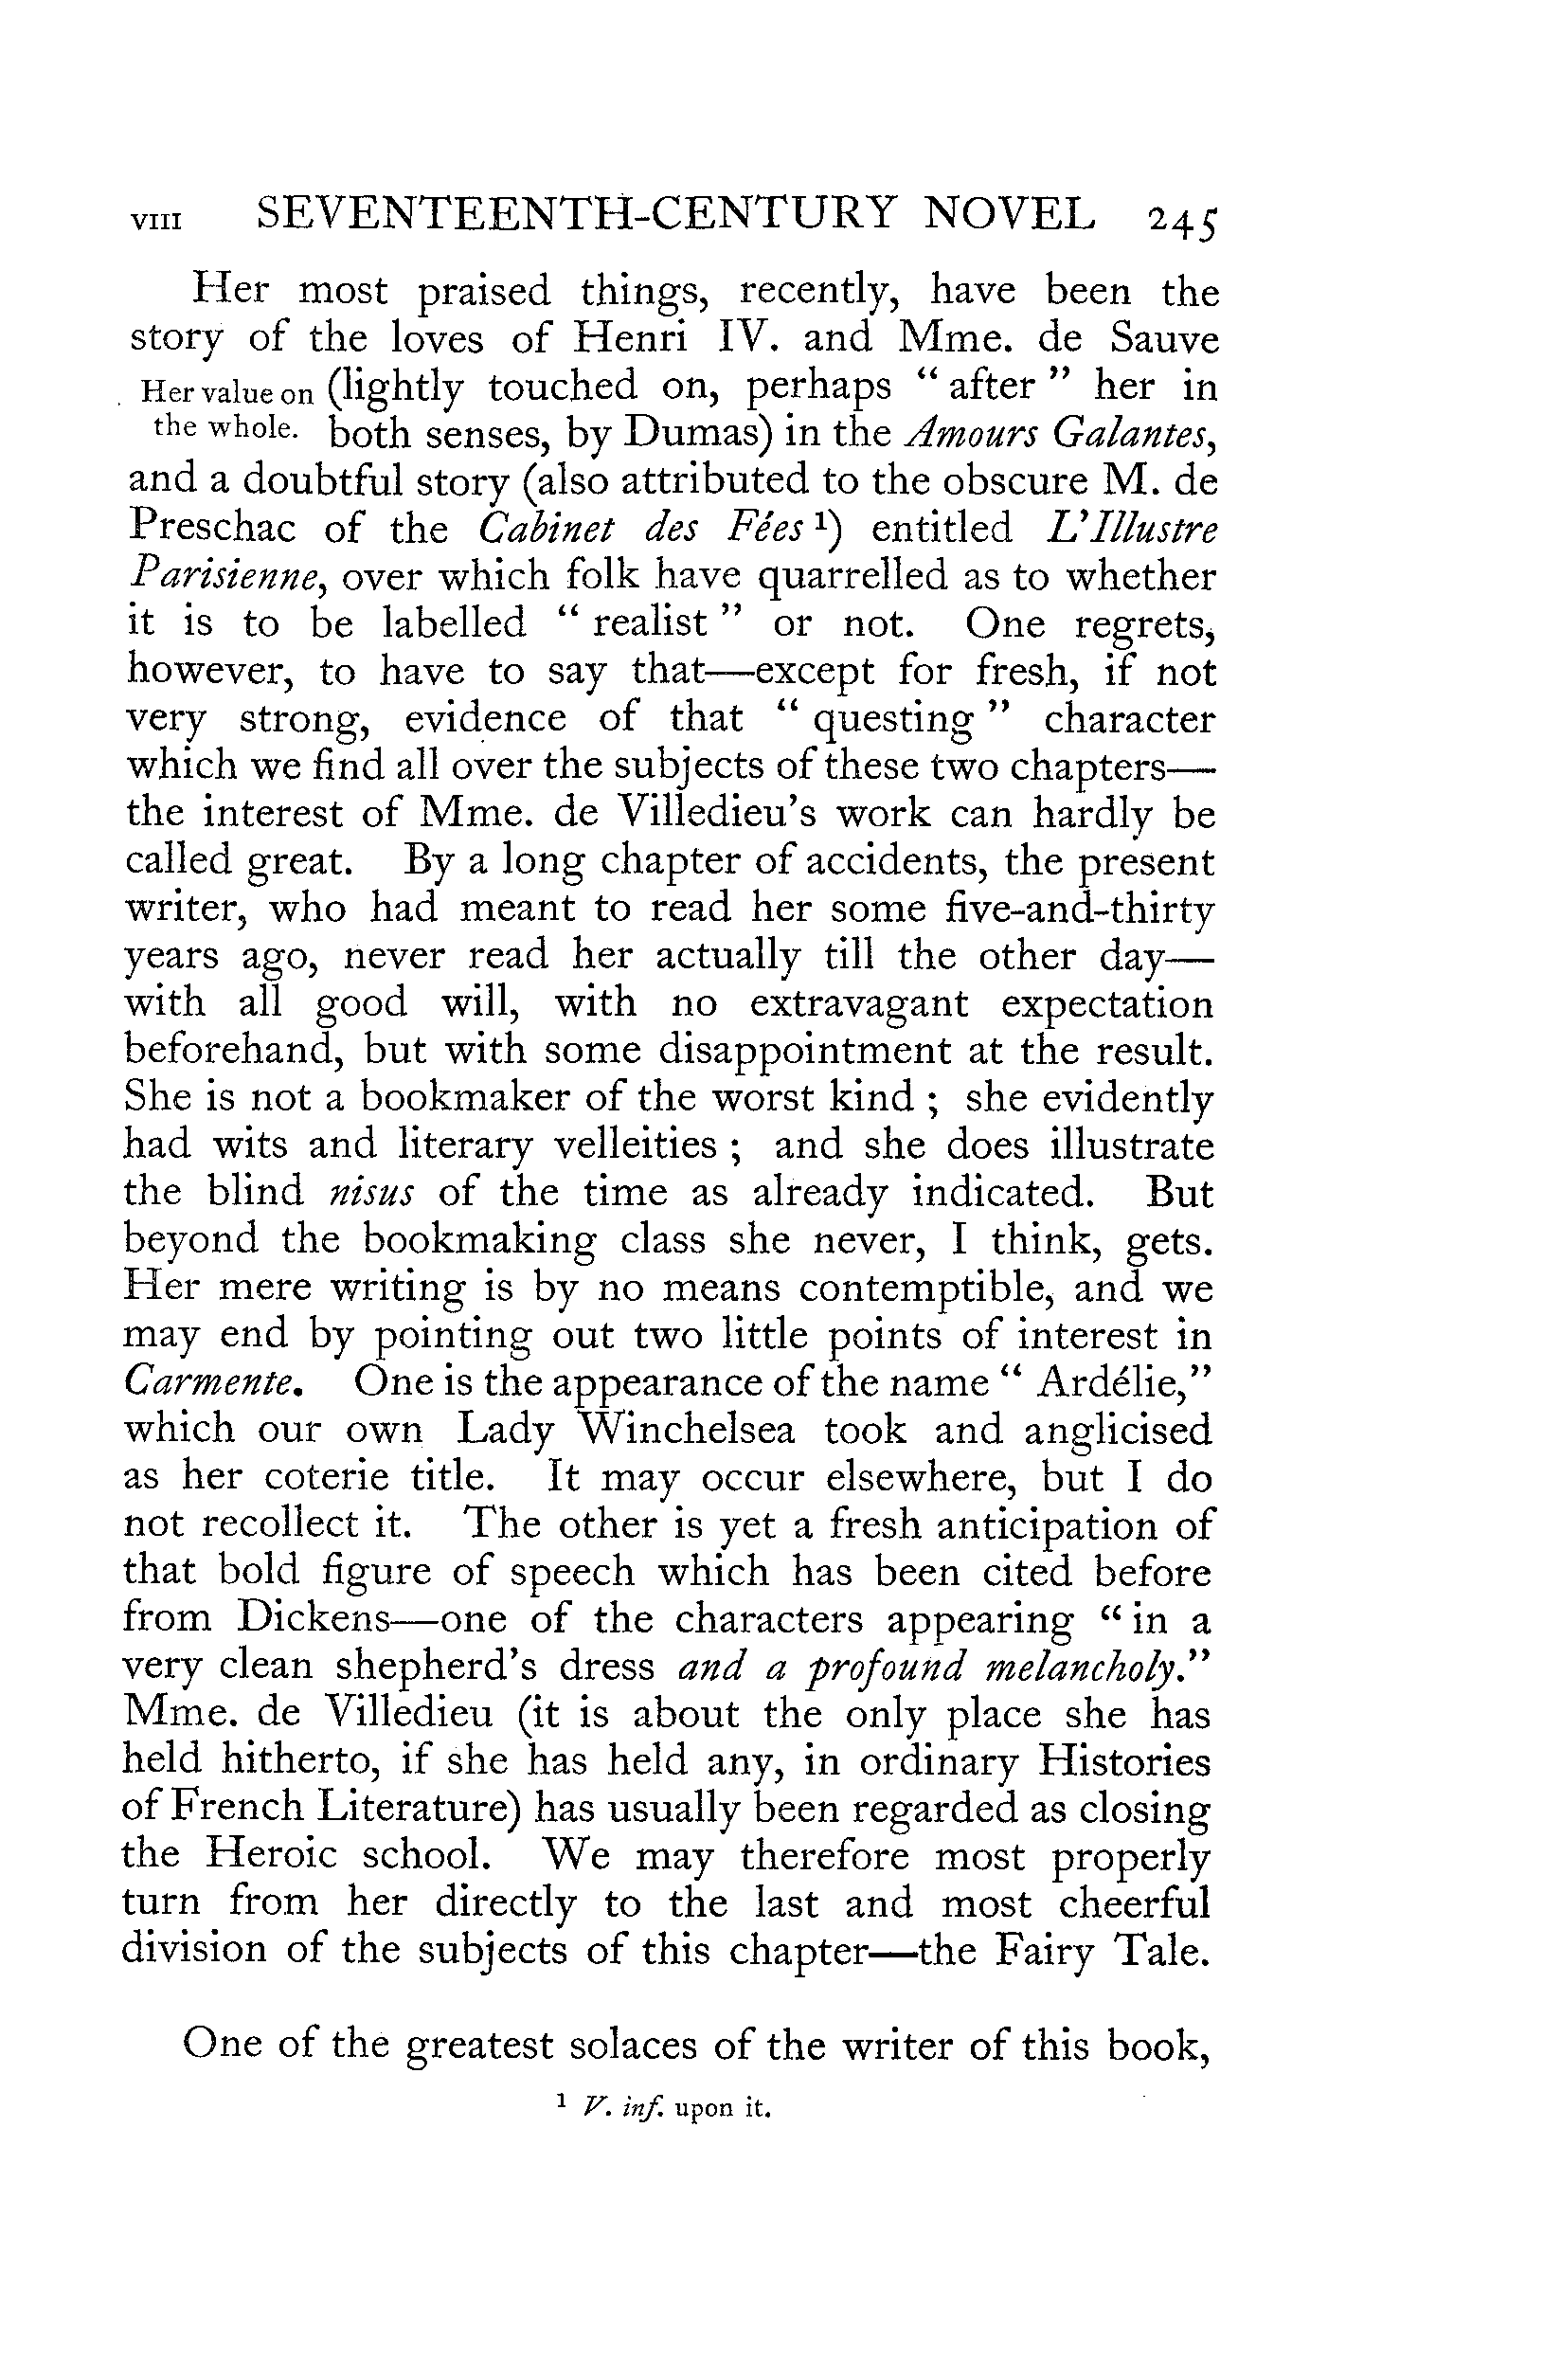 VIII SEVENTEENTH-CENTURY NOVEL 245
Her most praised things, recently, have been the
story of the loves of Henri IV. and Mme. de Sauve
Her value on (lightly touched on, perhaps “ after ” her in
the whole. both senses, by Dumas) in the Amours Galantes,
and a doubtful story (also attributed to the obscure M. de
Preschac of the Cabinet des Fées ¹) entitled L’Illustre
Parisienne, over which folk have quarrelled as to whether
it is to be labelled “ realist ” or not. One regrets,
however, to have to say that—except for fresh, if not
very strong, evidence of that “ questing ” character
which we find all over the subjects of these two chapters—
the interest of Mme. de Villedieu’s work can hardly be
called great. By a long chapter of accidents, the present
writer, who had meant to read her some five-and-thirty
years ago, never read her actually till the other day—
with all good will, with no extravagant expectation
beforehand, but with some disappointment at the result.
She is not a bookmaker of the worst kind ; she evidently
had wits and literary velleities ; and she does illustrate
the blind nisus of the time as already indicated. But
beyond the bookmaking class she never, I think, gets.
Her mere writing is by no means contemptible, and we
may end by pointing out two little points of interest in
Carmente. One is the appearance of the name “ Ardélie,”
which our own Lady Winchelsea took and anglicised
as her coterie title. It may occur elsewhere, but I do
not recollect it. The other is yet a fresh anticipation of
that bold figure of speech which has been cited before
from Dickens—one of the characters appearing “ in a
very clean shepherd’s dress and a profound melancholy.”
Mme. de Villedieu (it is about the only place she has
held hitherto, if she has held any, in ordinary Histories
of French Literature) has usually been regarded as closing
the Heroic school. We may therefore most properly
turn from her directly to the last and most cheerful
division of the subjects of this chapter—the Fairy Tale.
One of the greatest solaces of the writer of this book,
¹ V. inf. upon it.